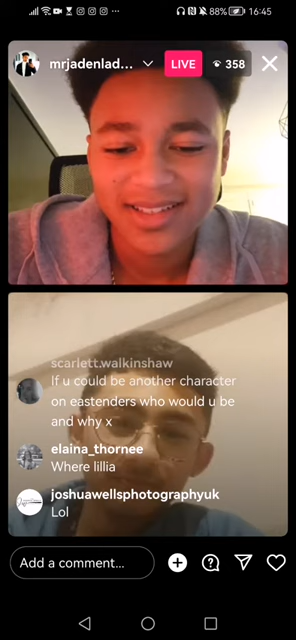 88% 16:45
mrjadenlad... LIVE 358
scarlett.walkinshaw
If u could be another character
on eastenders who would u be
and why x
elaina_thornee
Where lillia
joshuawellsphotographyuk
Lol
Add a comment...